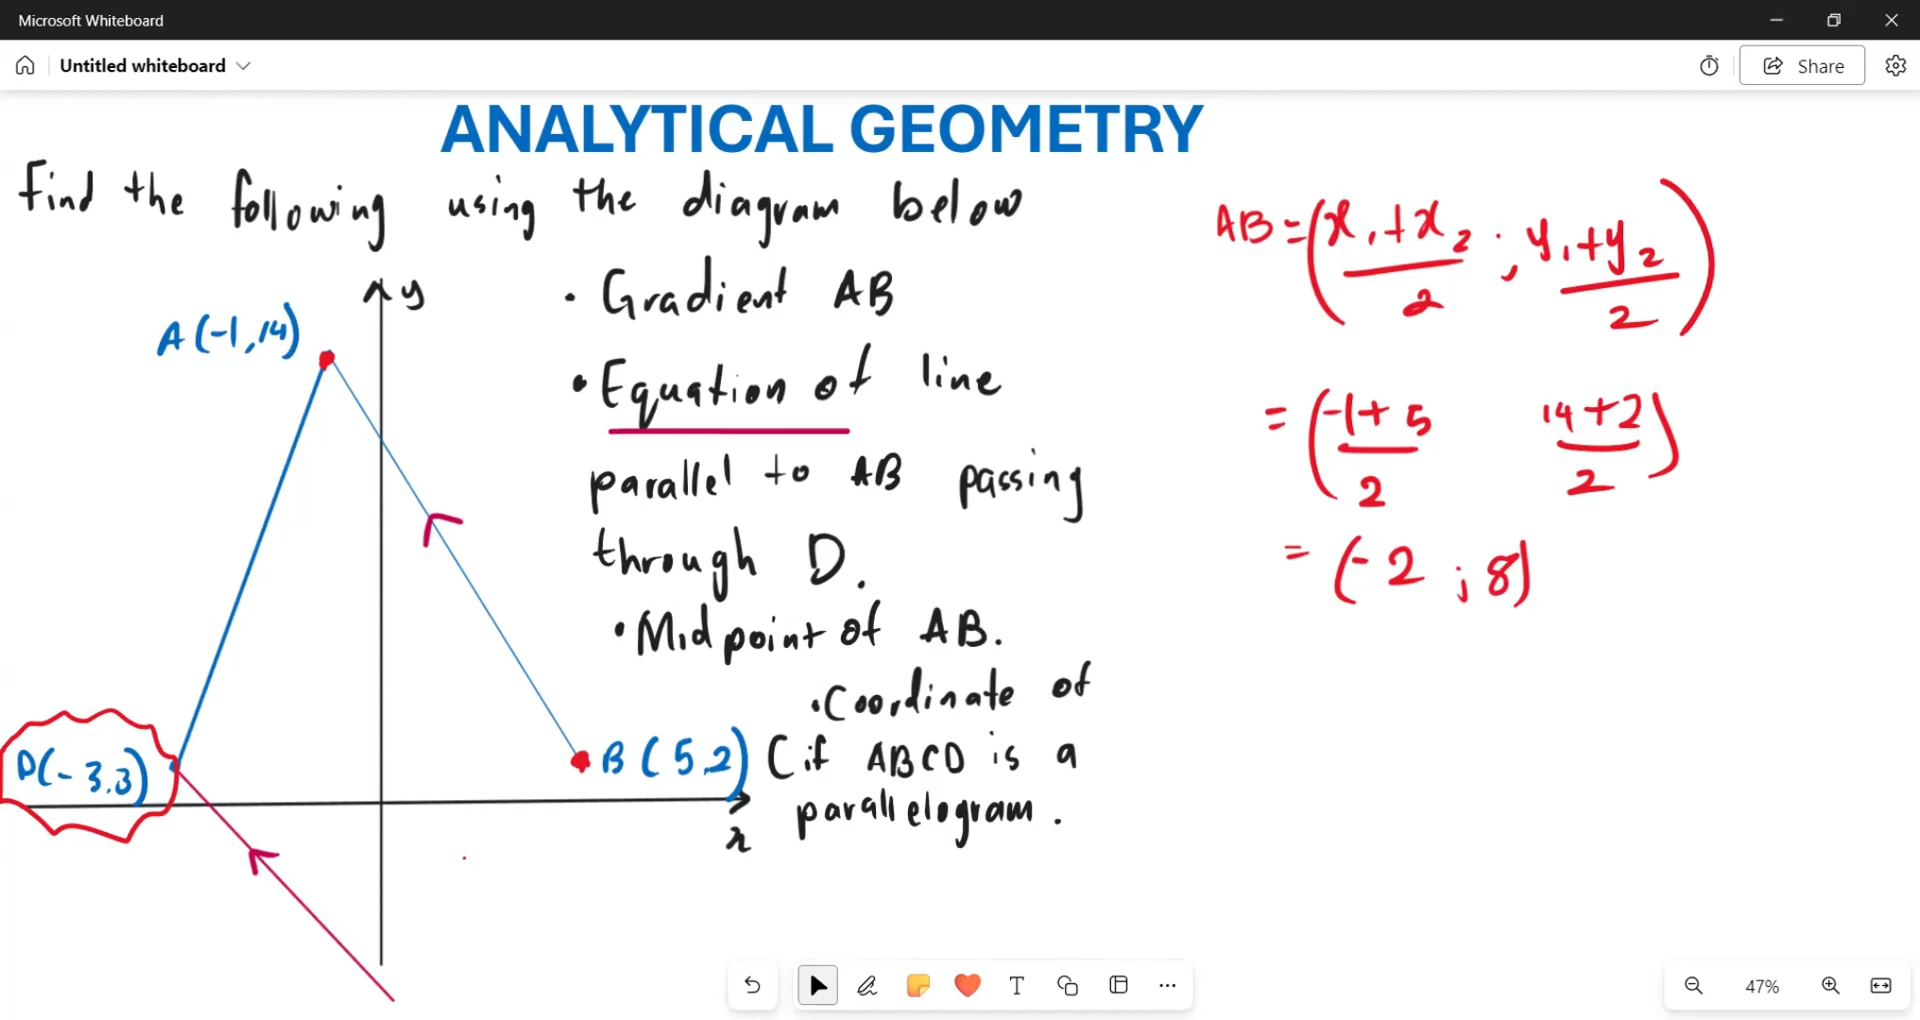 Microsoft Whiteboard
Untitled whiteboard
Share
ANALYTICAL GEOMETRY
Find the following using the diagram below
• Gradient AB
• Equation of line
parallel to AB passing
through D.
• Midpoint of AB.
• Coordinate of
C if ABCD is a
parallelogram.
y
A(-1,14)
D(-3,3)
B(5,2)
x
AB=(x₁+x₂/2 ; y₁+y₂/2)
= (-1+5/2 14+2/2)
= (-2 ; 8)
T
47%